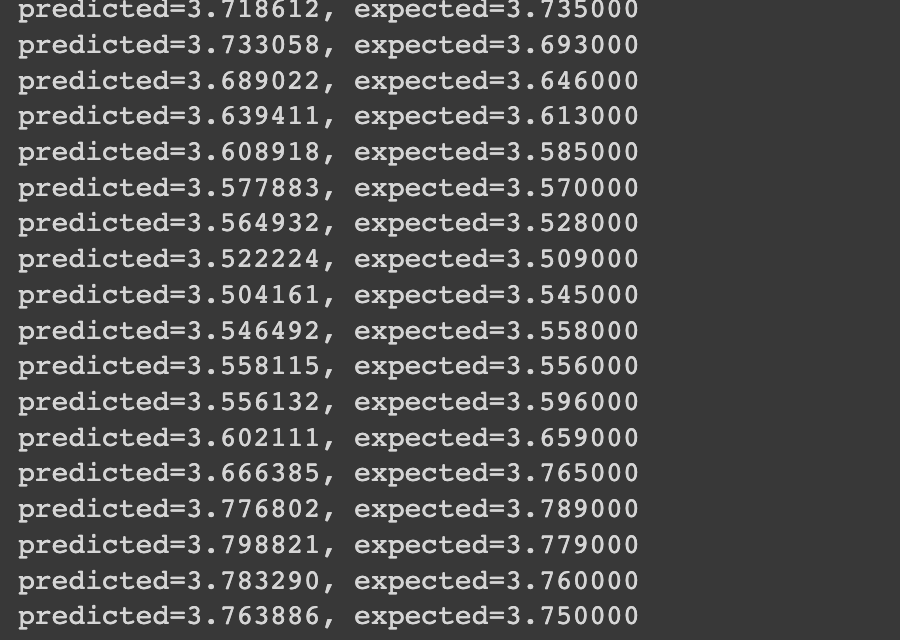 predicted=3.718612, expected=3.735000
predicted=3.733058, expected=3.693000
predicted=3.689022, expected=3.646000
predicted=3.639411, expected=3.613000
predicted=3.608918, expected=3.585000
predicted=3.577883, expected=3.570000
predicted=3.564932, expected=3.528000
predicted=3.522224, expected=3.509000
predicted=3.504161, expected=3.545000
predicted=3.546492, expected=3.558000
predicted=3.558115, expected=3.556000
predicted=3.556132, expected=3.596000
predicted=3.602111, expected=3.659000
predicted=3.666385, expected=3.765000
predicted=3.776802, expected=3.789000
predicted=3.798821, expected=3.779000
predicted=3.783290, expected=3.760000
predicted=3.763886, expected=3.750000